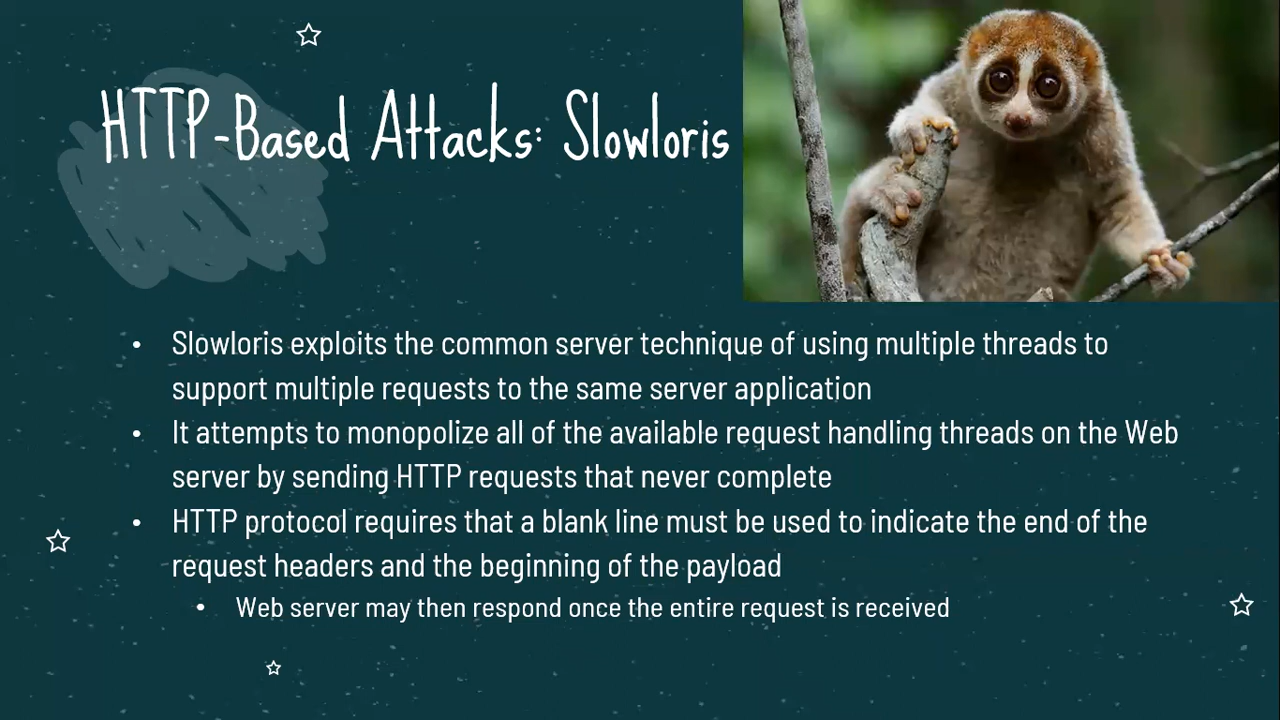 HTTP-Based Attacks: Slowloris
• Slowloris exploits the common server technique of using multiple threads to
support multiple requests to the same server application
• It attempts to monopolize all of the available request handling threads on the Web
server by sending HTTP requests that never complete
• HTTP protocol requires that a blank line must be used to indicate the end of the
request headers and the beginning of the payload
• Web server may then respond once the entire request is received